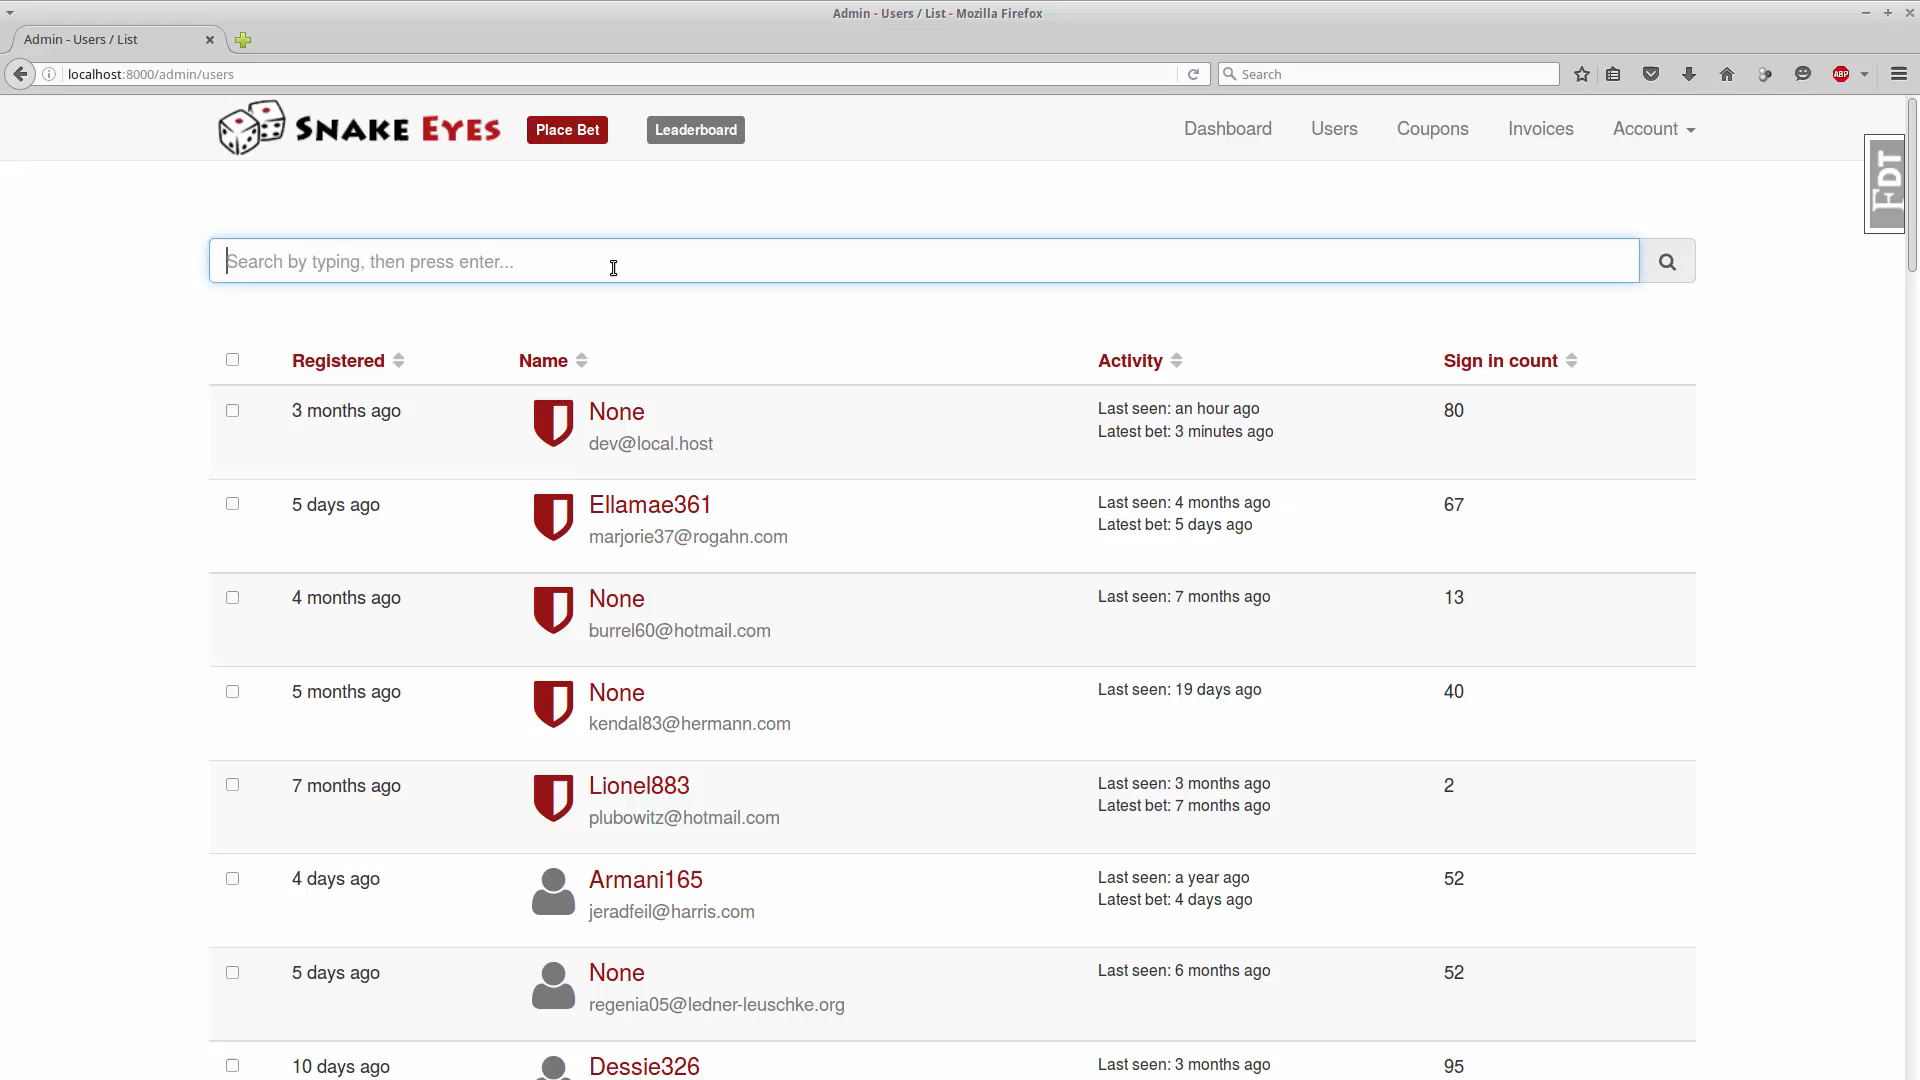 Admin - Users / List - Mozilla Firefox
Admin - Users / List
localhost:8000/admin/users
Search
ABP
SNAKE EYES
Place Bet
Leaderboard
Dashboard
Users
Coupons
Invoices
Account
FDT
Search by typing, then press enter...
Registered
Name
Activity
Sign in count
3 months ago
None
dev@local.host
Last seen: an hour ago
Latest bet: 3 minutes ago
80
5 days ago
Ellamae361
marjorie37@rogahn.com
Last seen: 4 months ago
Latest bet: 5 days ago
67
4 months ago
None
burrel60@hotmail.com
Last seen: 7 months ago
13
5 months ago
None
kendal83@hermann.com
Last seen: 19 days ago
40
7 months ago
Lionel883
plubowitz@hotmail.com
Last seen: 3 months ago
Latest bet: 7 months ago
2
4 days ago
Armani165
jeradfeil@harris.com
Last seen: a year ago
Latest bet: 4 days ago
52
5 days ago
None
regenia05@ledner-leuschke.org
Last seen: 6 months ago
52
10 days ago
Dessie326
Last seen: 3 months ago
95